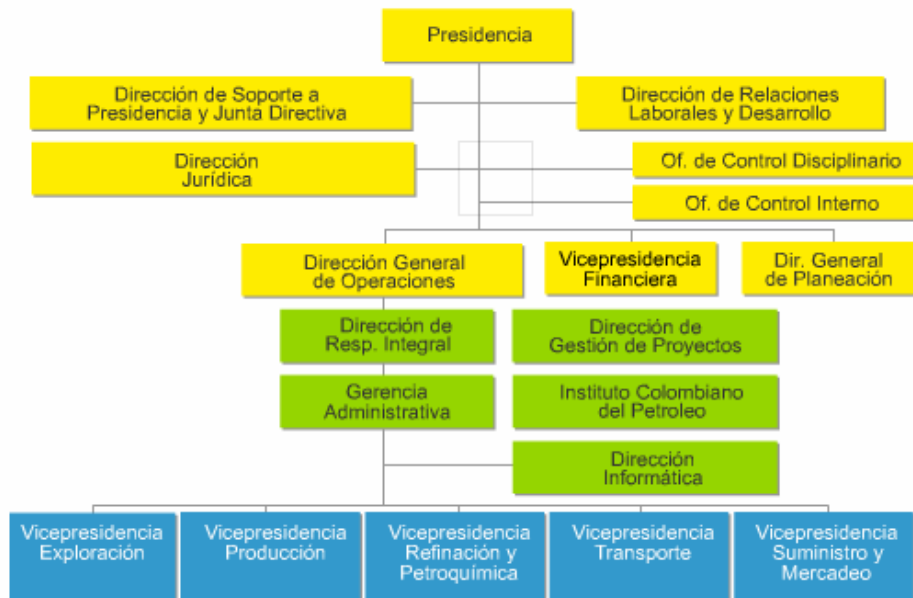 Presidencia
Dirección de Soporte a
Presidencia y Junta Directiva
Dirección de Relaciones
Laborales y Desarrollo
Dirección
Jurídica
Of. de Control Disciplinario
Of. de Control Interno
Dirección General
de Operaciones
Vicepresidencia
Financiera
Dir. General
de Planeación
Dirección de
Resp. Integral
Dirección de
Gestión de Proyectos
Gerencia
Administrativa
Instituto Colombiano
del Petroleo
Dirección
Informática
Vicepresidencia
Exploración
Vicepresidencia
Producción
Vicepresidencia
Refinación y
Petroquímica
Vicepresidencia
Transporte
Vicepresidencia
Suministro y
Mercadeo